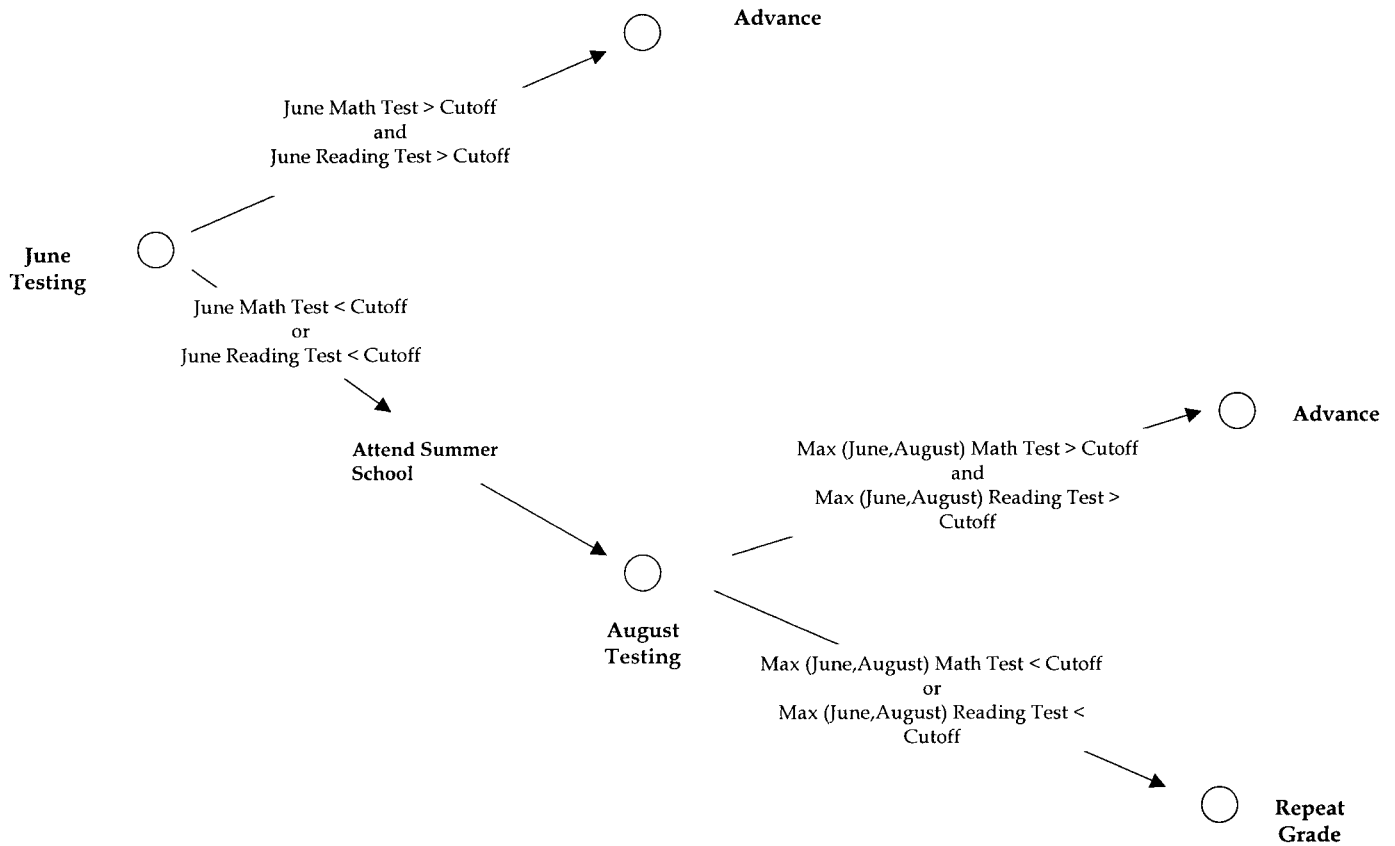 Advance
June Math Test > Cutoff
and
June Reading Test > Cutoff
June
Testing
June Math Test < Cutoff
or
June Reading Test < Cutoff
Attend Summer
School
Max (June,August) Math Test > Cutoff
and
Max (June,August) Reading Test >
Cutoff
Advance
August
Testing
Max (June,August) Math Test < Cutoff
or
Max (June,August) Reading Test <
Cutoff
Repeat
Grade